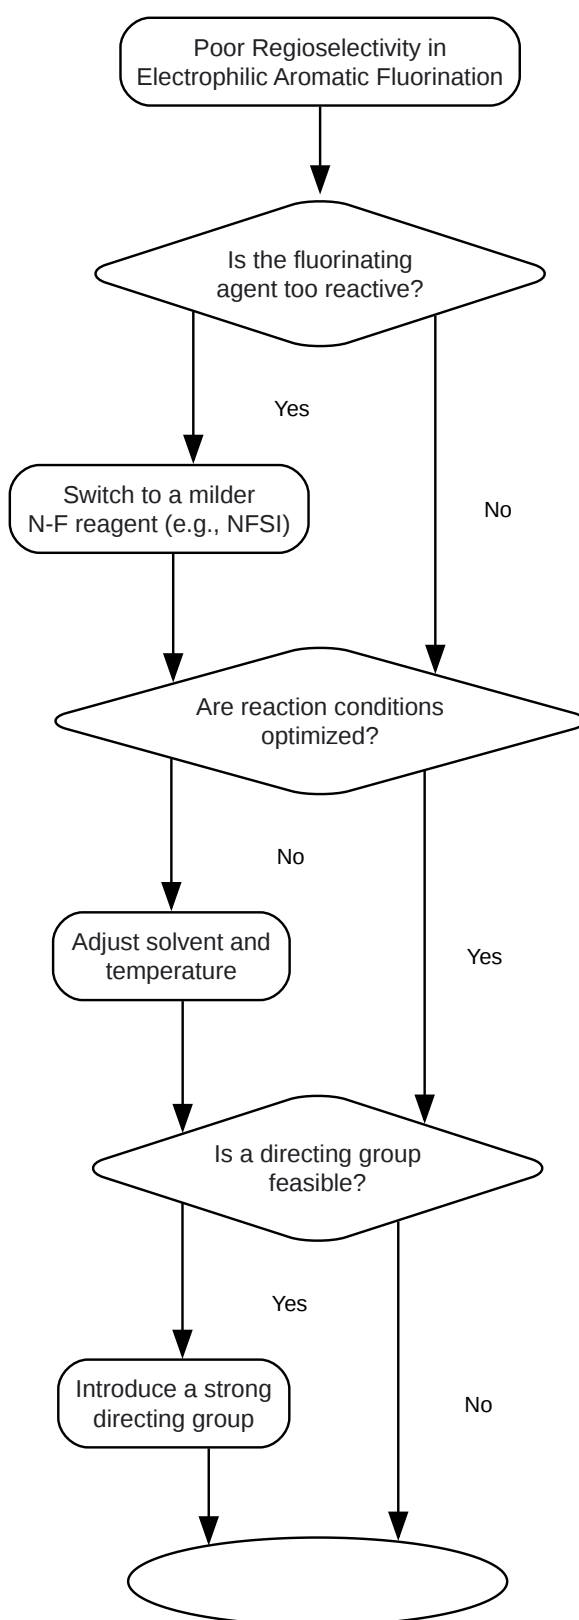 Poor Regioselectivity in
Electrophilic Aromatic Fluorination
Is the fluorinating
agent too reactive?
Yes
Switch to a milder
N-F reagent (e.g., NFSI)
No
Are reaction conditions
optimized?
No
Adjust solvent and
temperature
Yes
Is a directing group
feasible?
Yes
Introduce a strong
directing group
No